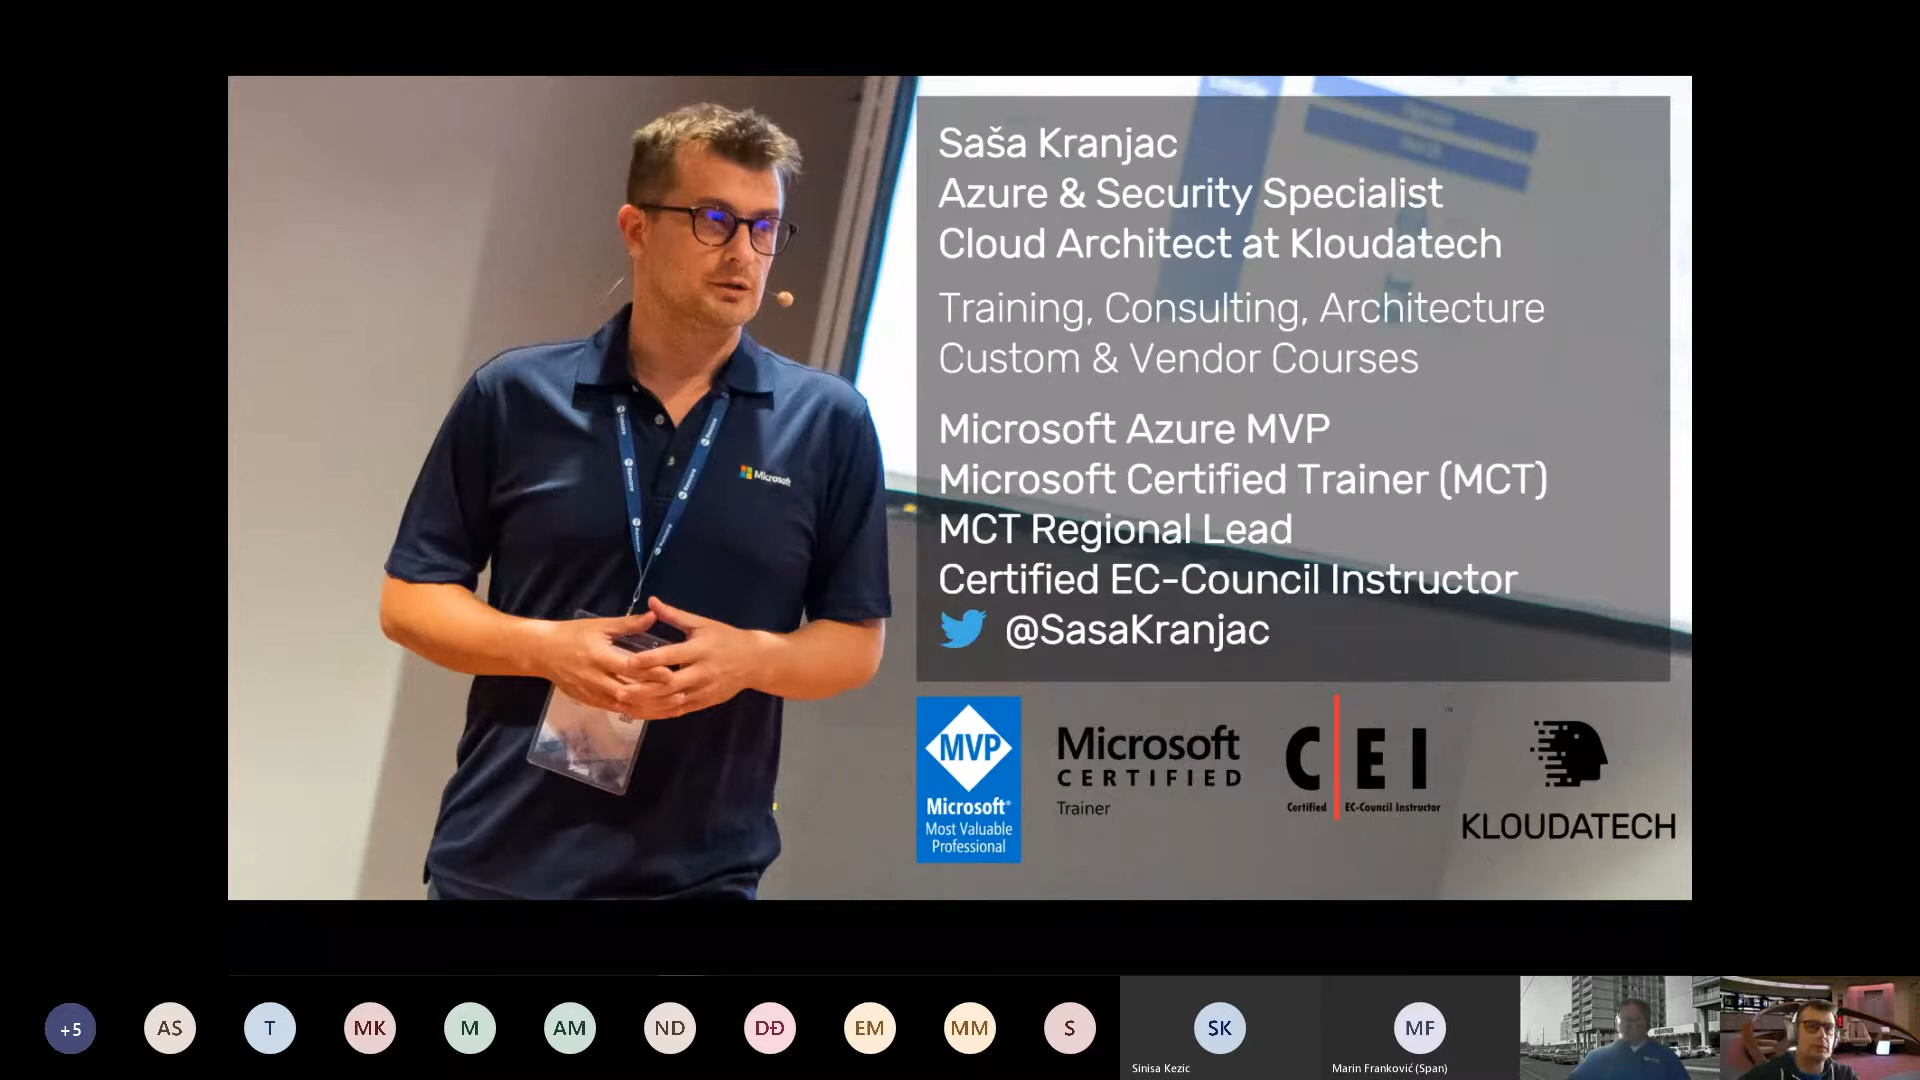 Saša Kranjac
Azure & Security Specialist
Cloud Architect at Kloudatech
Training, Consulting, Architecture
Custom & Vendor Courses
Microsoft Azure MVP
Microsoft Certified Trainer (MCT)
MCT Regional Lead
Certified EC-Council Instructor
@SasaKranjac
Microsoft
MVP
Microsoft®
Most Valuable
Professional
Microsoft
CERTIFIED
Trainer
CEI
Certified EC-Council Instructor
KLOUDATECH
+5
AS
T
MK
M
AM
ND
DĐ
EM
MM
S
SK
Sinisa Kezic
MF
Marin Franković (Span)